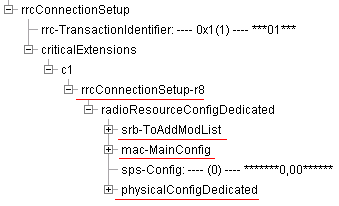 rrcConnectionSetup
rrc-TransactionIdentifier: ---- 0x1(1) ---- ***01***
criticalExtensions
c1
rrcConnectionSetup-r8
radioResourceConfigDedicated
srb-ToAddModList
mac-MainConfig
sps-Config: ---- (0) ---- *******0,00******
physicalConfigDedicated